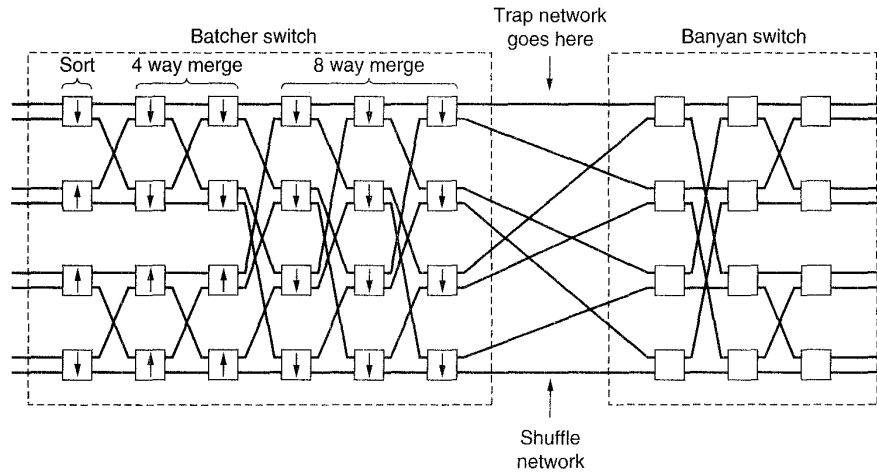 Trap network
goes here
Batcher switch
Banyan switch
Sort
4 way merge
8 way merge
Shuffle
network